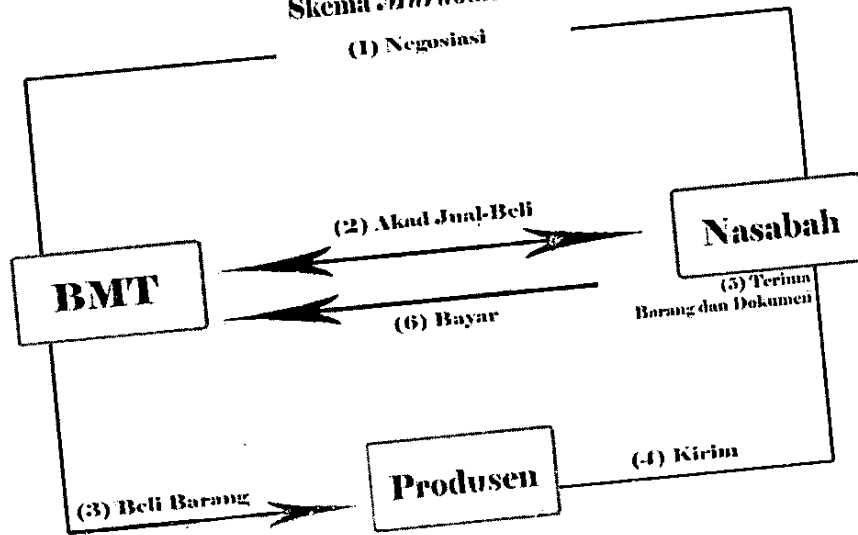 Skema
(1) Negosiasi
(2) Akad Jual-Beli
Nasabah
BMT
(5) Terima
Barang dan Dokumen
(6) Bayar
(4) Kirim
Produsen
(3) Beli Barang